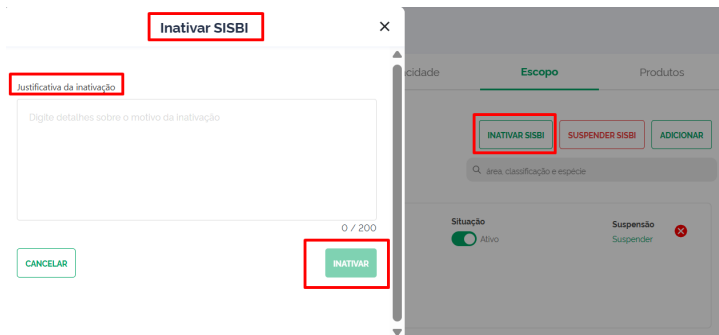 Inativar SISBI
Justificativa da inativação
Digite detalhes sobre o motivo da inativação
0 / 200
CANCELAR
INATIVAR
cidade
Escopo
Produtos
INATIVAR SISBI
SUSPENDER SISBI
ADICIONAR
área, classificação e espécie
Situação
Ativo
Suspensão
Suspender